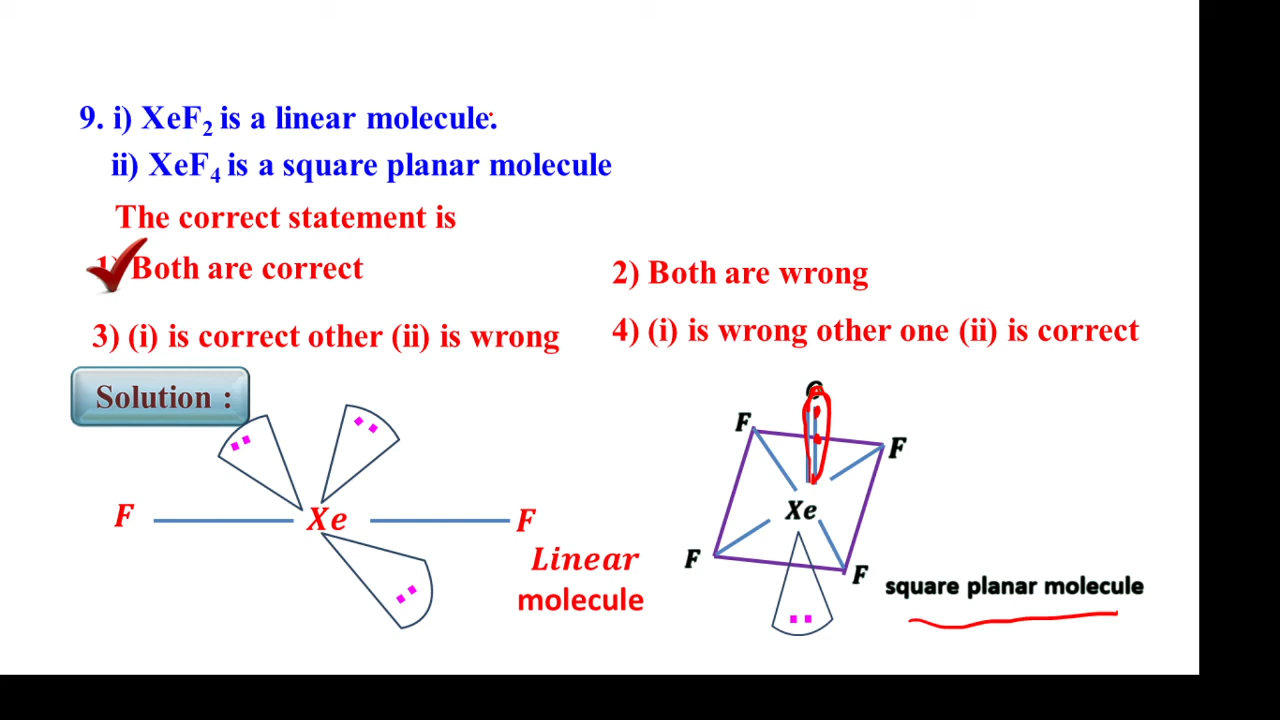 9. i) XeF₂ is a linear molecule.
ii) XeF₄ is a square planar molecule
The correct statement is
1) Both are correct
2) Both are wrong
3) (i) is correct other (ii) is wrong
4) (i) is wrong other one (ii) is correct
Solution :
F Xe F
Linear
molecule
F F
Xe
F F
square planar molecule